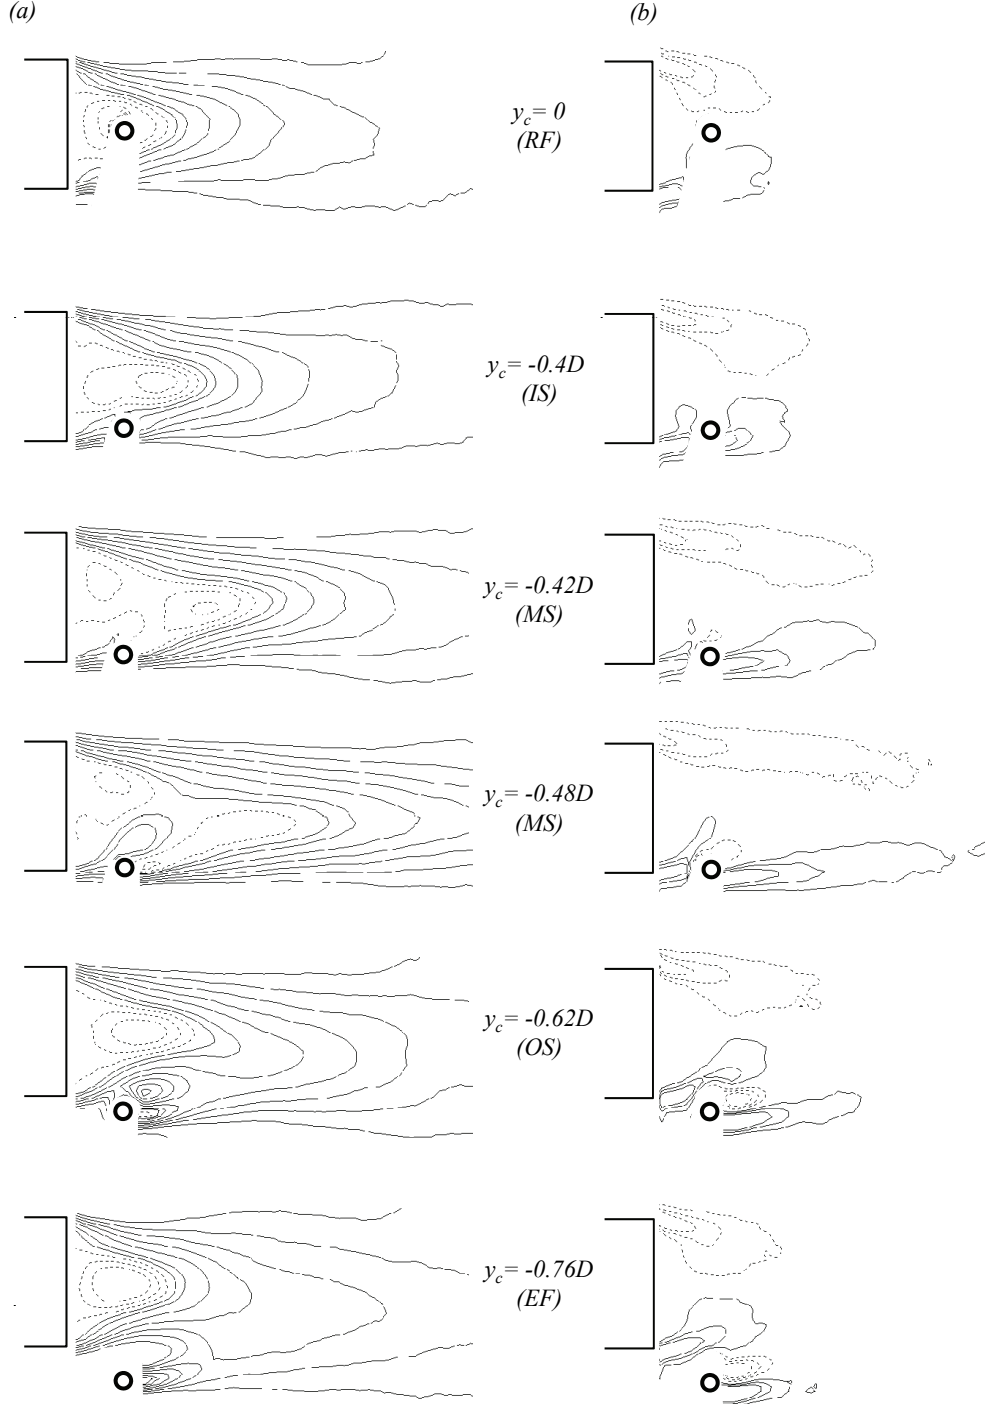 (a)
(b)
y_c= 0
(RF)
y_c= -0.4D
(IS)
y_c= -0.42D
(MS)
y_c= -0.48D
(MS)
y_c= -0.62D
(OS)
y_c= -0.76D
(EF)